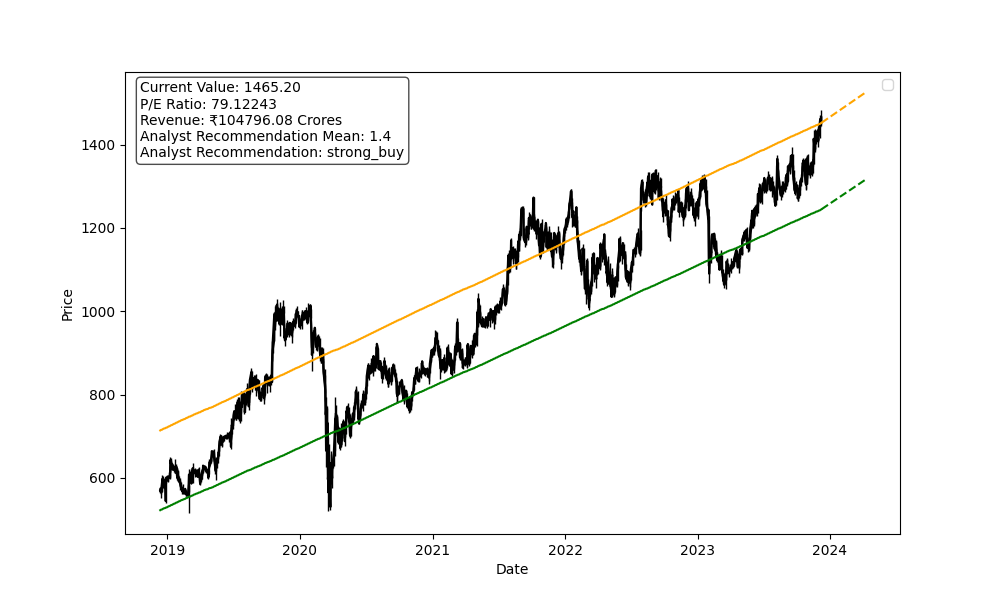 Current Value: 1465.20
P/E Ratio: 79.12243
Revenue: ₹104796.08 Crores
Analyst Recommendation Mean: 1.4
Analyst Recommendation: strong_buy
1400
1200
1000
800
600
Price
2019 2020 2021 2022 2023 2024
Date